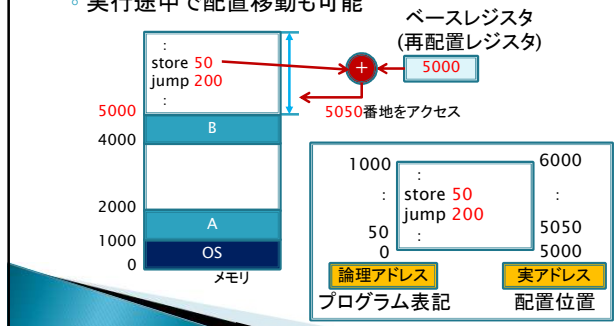 ◦ 実行途中で配置移動も可能
ベースレジスタ
(再配置レジスタ)
:
store 50
jump 200
:
+
5000
5050番地をアクセス
5000
B
4000
2000
A
1000
OS
0
メモリ
1000
:
50
0
:
store 50
jump 200
:
6000
:
5050
5000
論理アドレス
実アドレス
プログラム表記
配置位置